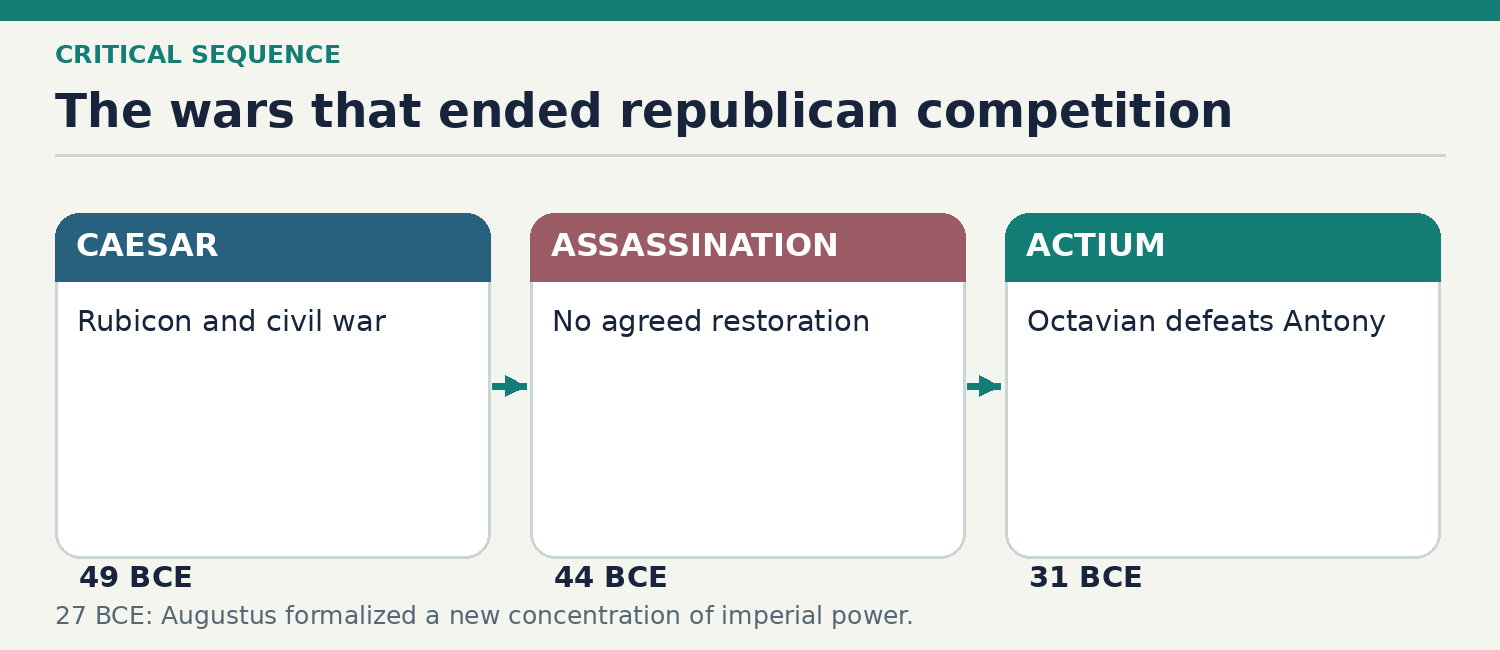 CRITICAL SEQUENCE
The wars that ended republican competition
CAESAR
Rubicon and civil war
49 BCE
ASSASSINATION
No agreed restoration
44 BCE
ACTIUM
Octavian defeats Antony
31 BCE
27 BCE: Augustus formalized a new concentration of imperial power.